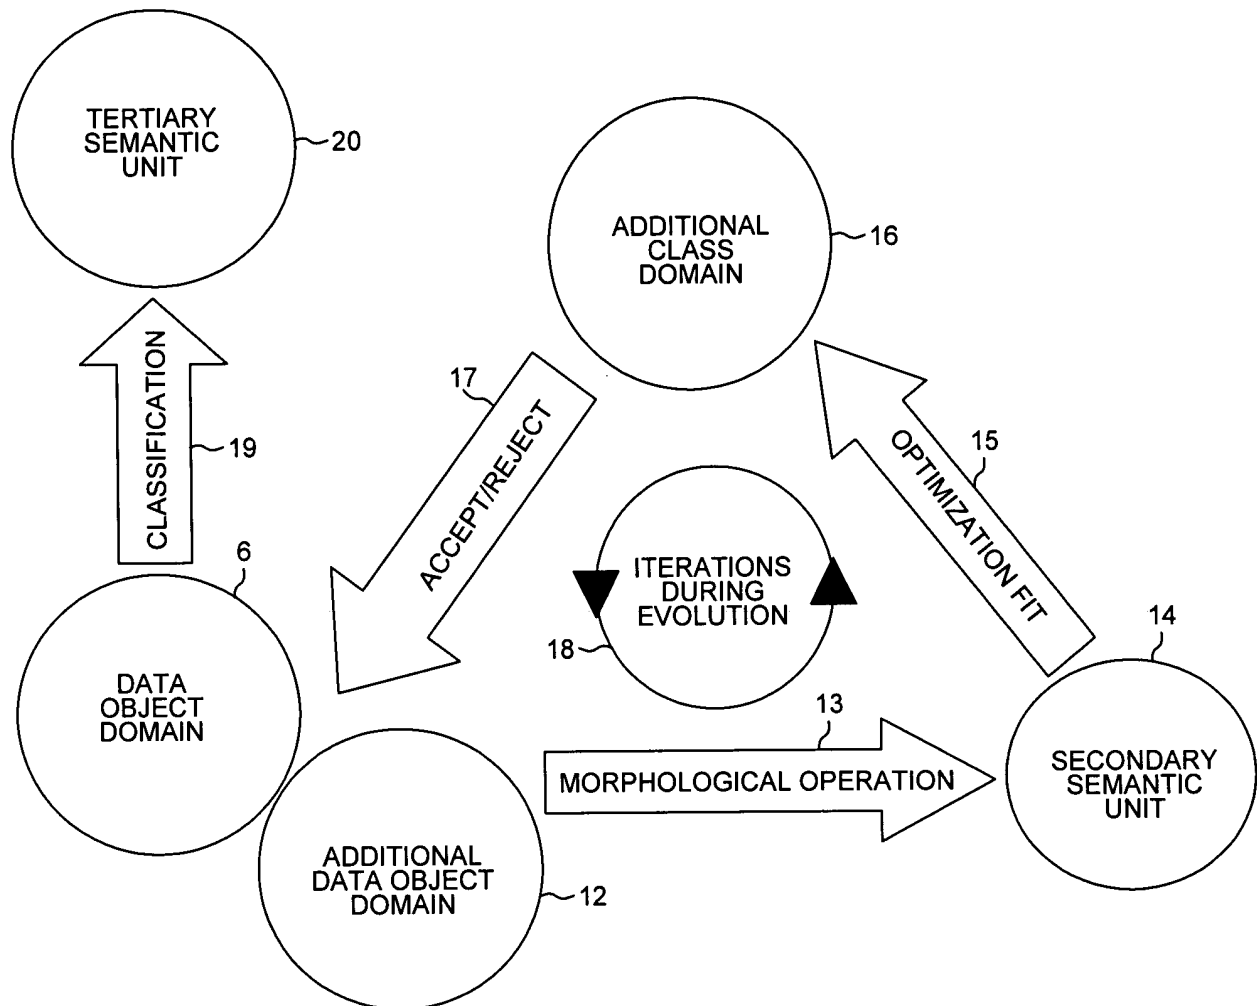 TERTIARY
SEMANTIC
UNIT
20
ADDITIONAL
CLASS
DOMAIN
16
CLASSIFICATION
19
17
ACCEPT/REJECT
15
OPTIMIZATION FIT
6
ITERATIONS
DURING
EVOLUTION
18
14
DATA
OBJECT
DOMAIN
13
MORPHOLOGICAL OPERATION
SECONDARY
SEMANTIC
UNIT
ADDITIONAL
DATA OBJECT
DOMAIN
12